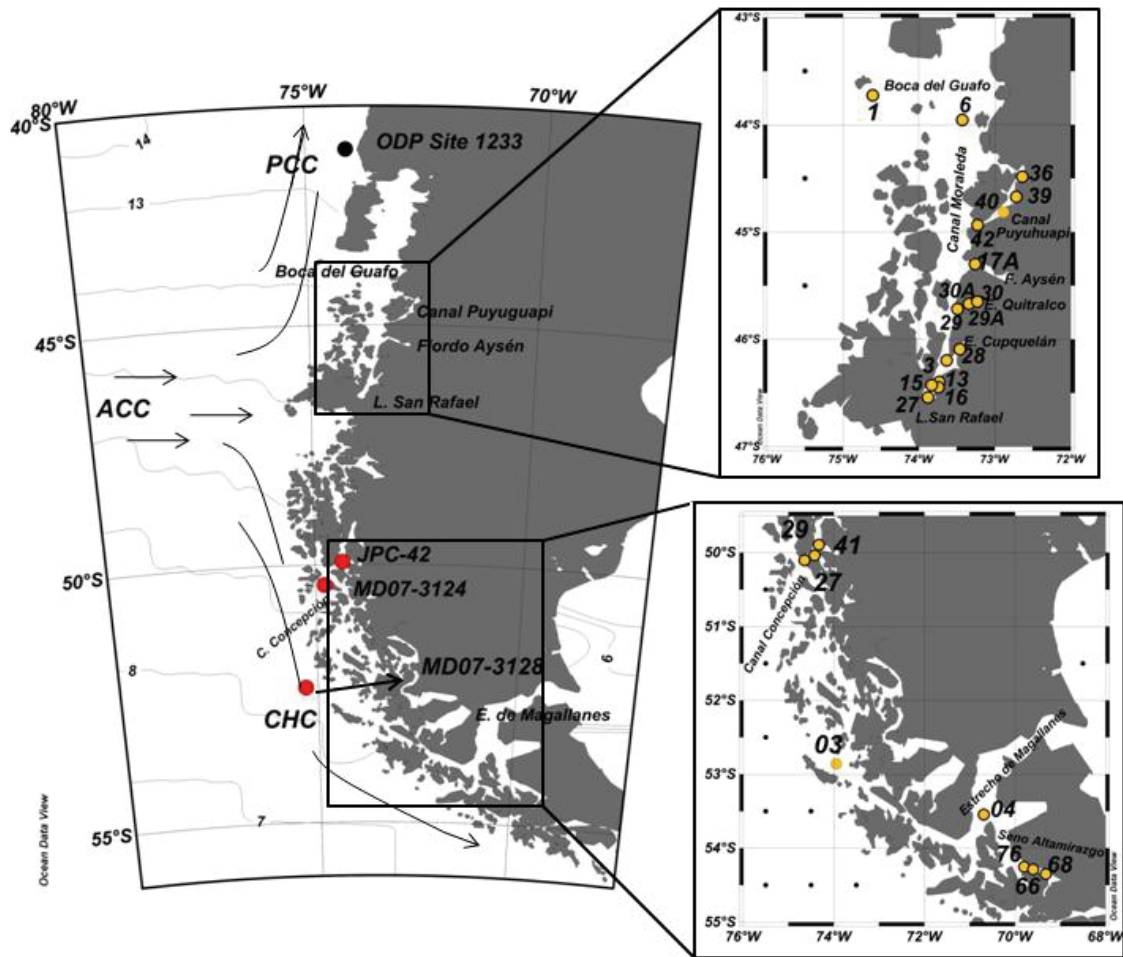 80°W
75°W
70°W
40°S
14
ODP Site 1233
PCC
13
Boca del Guafo
Canal Puyuguapi
45°S
Fiordo Aysén
ACC
L. San Rafael
50°S
JPC-42
MD07-3124
C. Concepción
8
6
MD07-3128
CHC
E. de Magallanes
7
55°S
Ocean Data View
43°S
Boca del Guafo
1
6
44°S
Canal Moraleda
36
39
40
Canal
Puyuhuapi
45°S
42
17A
F. Aysén
30A
30
E. Quitralco
29
29A
46°S
E. Cupquelán
3
28
15
13
16
27
L.San Rafael
47°S
76°W
75°W
74°W
73°W
72°W
Ocean Data View
29
41
50°S
27
Canal Concepción
51°S
52°S
03
53°S
Estrecho de Magallanes
04
54°S
Seno Altamirazgo
76
68
66
55°S
76°W
74°W
72°W
70°W
68°W
Ocean Data View